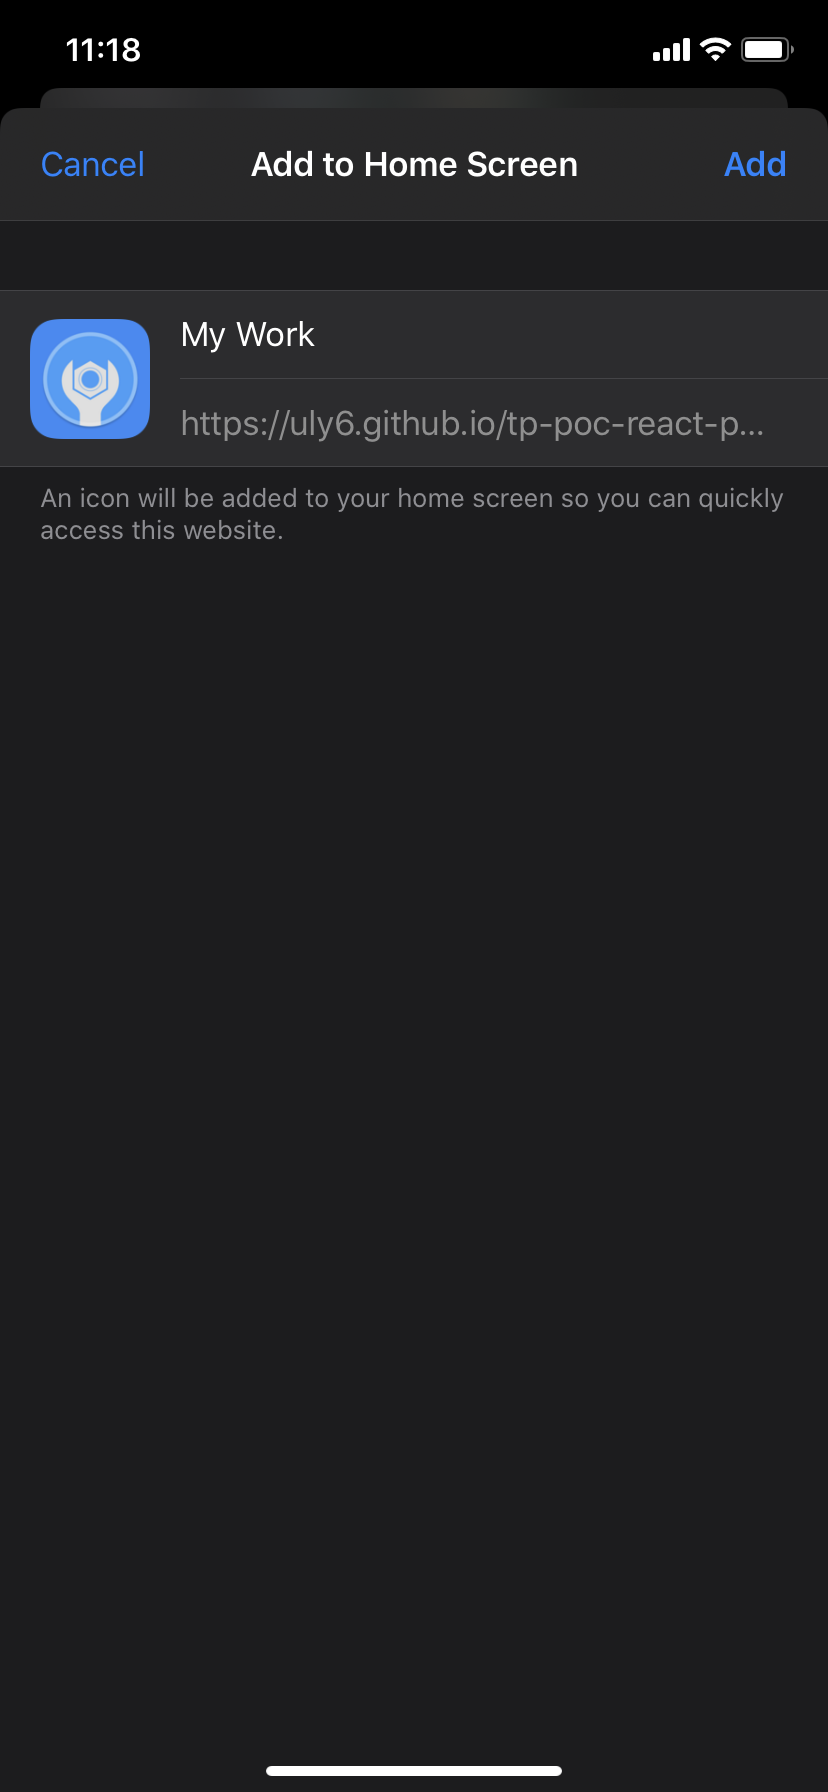 11:18
Cancel
Add to Home Screen
Add
My Work
https://uly6.github.io/tp-poc-react-p...
An icon will be added to your home screen so you can quickly
access this website.